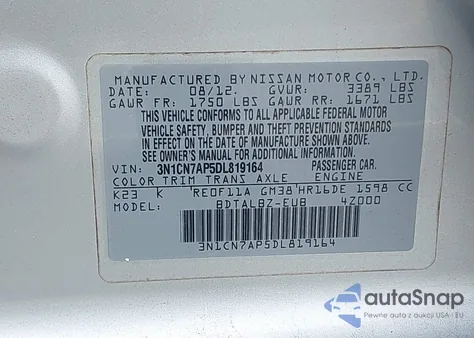 MANUFACTURED BY NISSAN MOTOR CO., LTD.
DATE: 08/12. GVWR: 3389 LBS
GAWR FR: 1750 LBS GAWR RR: 1671 LBS
THIS VEHICLE CONFORMS TO ALL APPLICABLE FEDERAL MOTOR
VEHICLE SAFETY, BUMPER AND THEFT PREVENTION STANDARDS
IN EFFECT ON THE DATE OF MANUFACTURE SHOWN ABOVE.
SEE OWNER'S MANUAL FOR ADDITIONAL INFORMATION.
VIN: 3N1CN7AP5DL819164 PASSENGER CAR.
COLOR TRIM TRANS AXLE ENGINE
K23 K RE0F11A GM38 HR16DE 1598 CC
MODEL: BDTALBZ-EUB 4Z000
3N1CN7AP5DL819164
autoSnap
Pewne auta z aukcji USA i EU